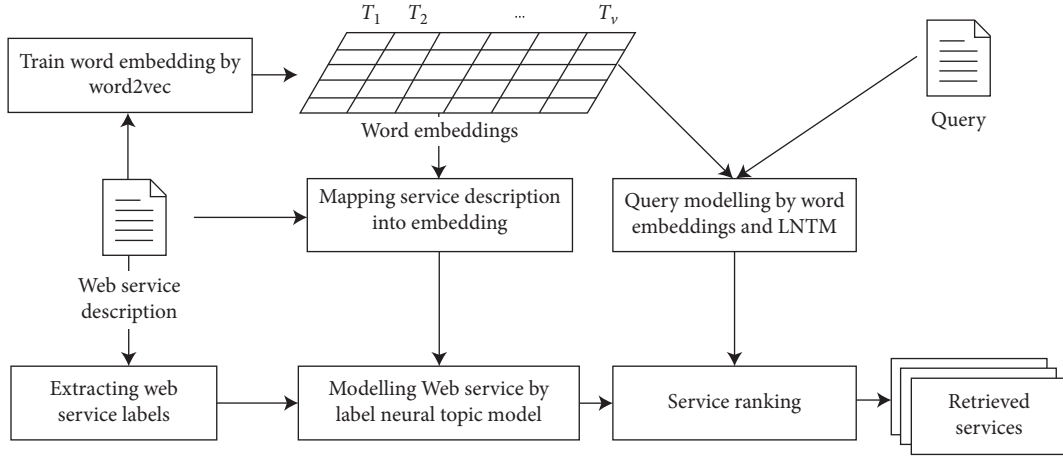 T1 T2 ... Tv
Train word embedding by
word2vec
Word embeddings
Query
Mapping service description
into embedding
Query modelling by word
embeddings and LNTM
Web service
description
Extracting web
service labels
Modelling Web service by
label neural topic model
Service ranking
Retrieved
services